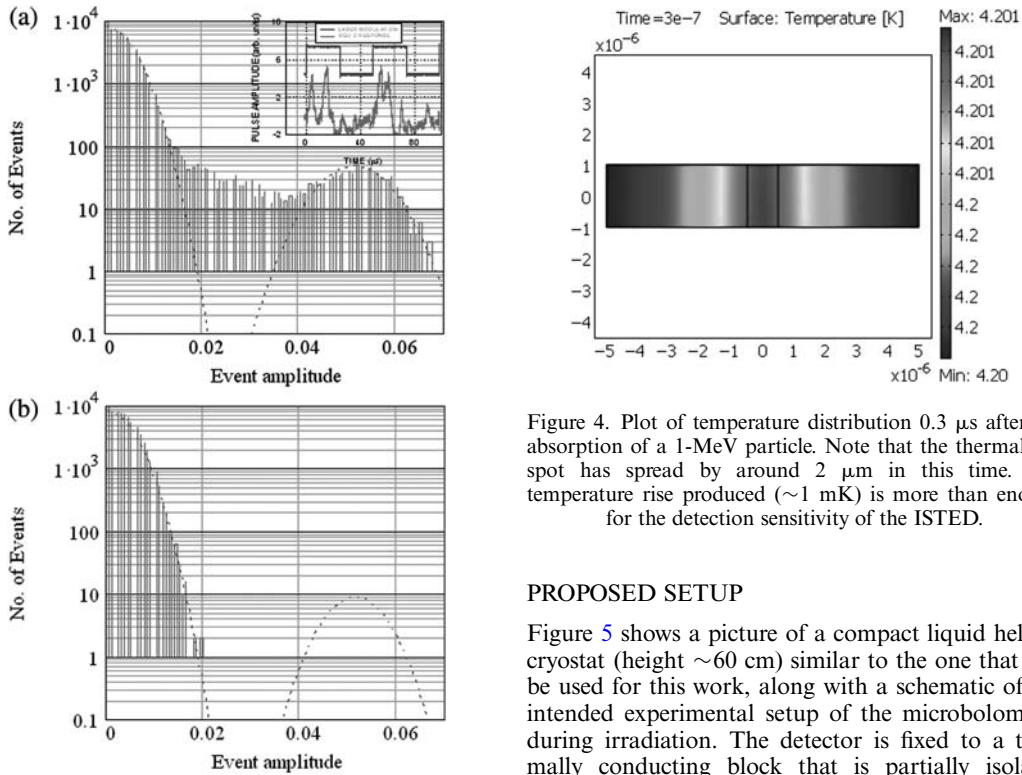 (a)
1·10⁴
1·10³
100
10
1
0.1
No. of Events
0
0.02
0.04
0.06
Event amplitude
PULSE AMPLITUDE (arb. units)
10
6
2
-2
0
40
80
TIME (μs)
(b)
1·10⁴
1·10³
100
10
1
0.1
No. of Events
0
0.02
0.04
0.06
Event amplitude
Time=3e-7 Surface: Temperature [K]
Max: 4.201
×10⁻⁶
4
3
2
1
0
−1
−2
−3
−4
−5 −4 −3 −2 −1 0 1 2 3 4 5
×10⁻⁶
4.201
4.201
4.201
4.201
4.2
4.2
4.2
4.2
4.2
Min: 4.20
Figure 4. Plot of temperature distribution 0.3 μs after
absorption of a 1-MeV particle. Note that the thermal
spot has spread by around 2 μm in this time.
temperature rise produced (∼1 mK) is more than eno
for the detection sensitivity of the ISTED.
PROPOSED SETUP
Figure 5 shows a picture of a compact liquid hel
cryostat (height ∼60 cm) similar to the one that
be used for this work, along with a schematic of
intended experimental setup of the microbolom
during irradiation. The detector is fixed to a t
mally conducting block that is partially isol